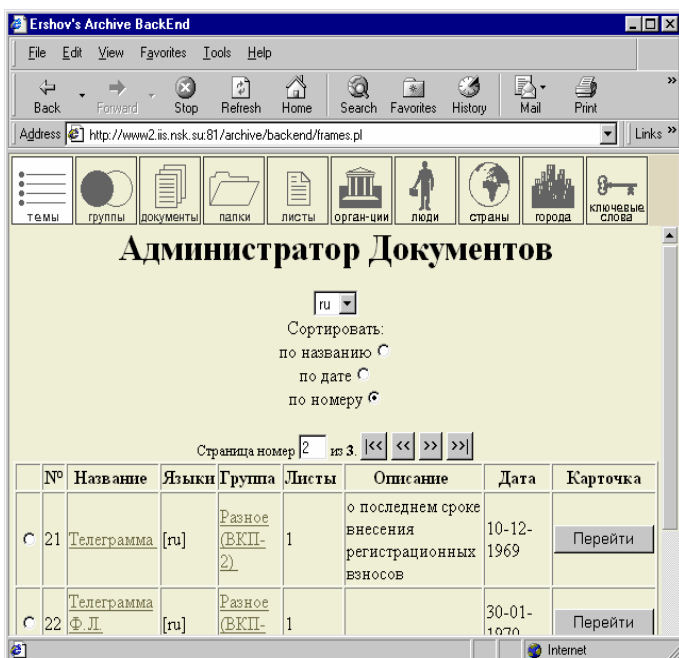 Ershov's Archive BackEnd
File Edit View Favorites Tools Help
Back Forward Stop Refresh Home Search Favorites History Mail Print »
Address http://www2.iis.nsk.su:81/archive/backend/frames.pl Links »
темы группы документы папки листы орган-ции люди страны города ключевые слова
Администратор Документов
ru
Сортировать:
по названию
по дате
по номеру
Страница номер 2 из 3. |<< << >> >>|
№ Название Языки Группа Листы Описание Дата Карточка
21 Телеграмма [ru] Разное (ВКП-2) 1 о последнем сроке внесения регистрационных взносов 10-12-1969 Перейти
22 Телеграмма Ф.Л. [ru] Разное (ВКП- 1 30-01-1970 Перейти
Internet